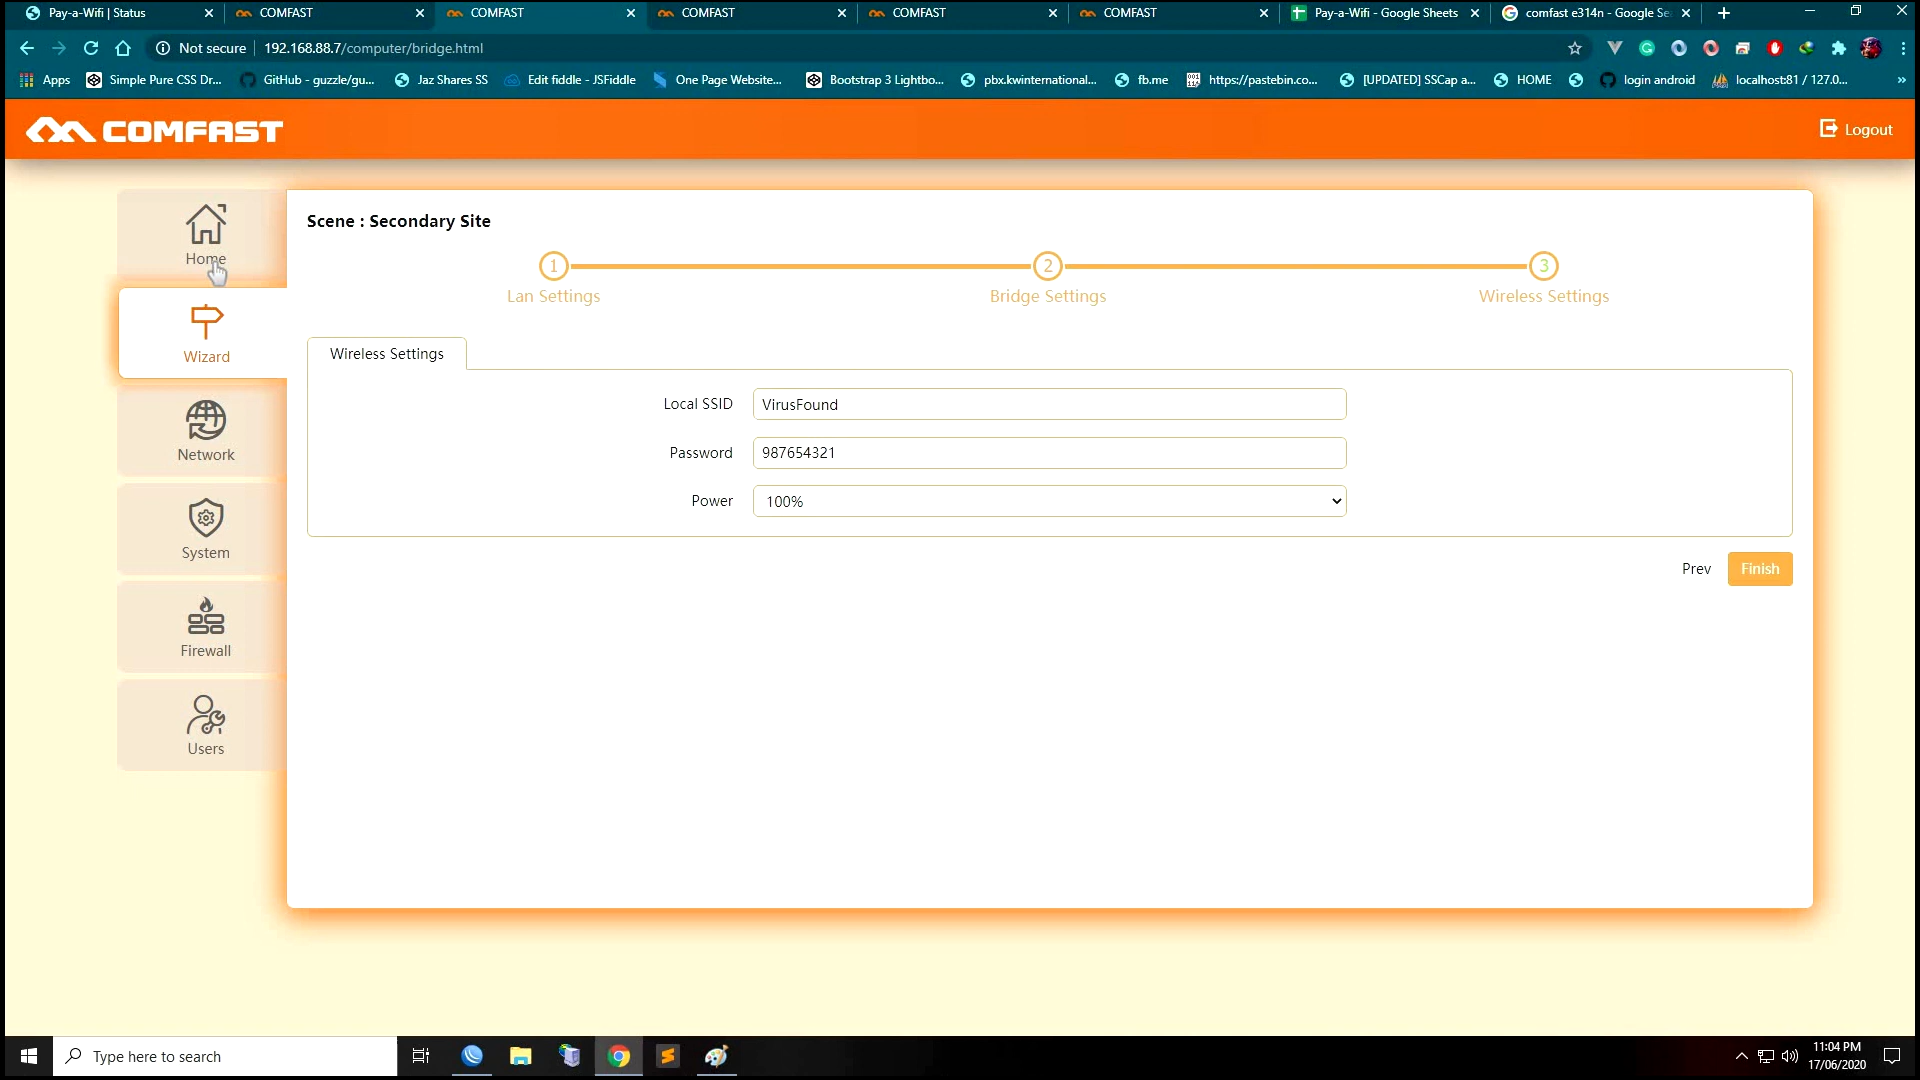 Pay-a-Wifi | Status
COMFAST
COMFAST
COMFAST
COMFAST
COMFAST
Pay-a-Wifi - Google Sheets
comfast e314n - Google Se
Not secure
192.168.88.7/computer/bridge.html
Apps
Simple Pure CSS Dr...
GitHub - guzzle/gu...
Jaz Shares SS
Edit fiddle - JSFiddle
One Page Website...
Bootstrap 3 Lightbo...
pbx.kwinternational...
fb.me
https://pastebin.co...
[UPDATED] SSCap a...
HOME
login android
localhost:81 / 127.0...
COMFAST
Logout
Home
Wizard
Network
System
Firewall
Users
Scene : Secondary Site
1
2
3
Lan Settings
Bridge Settings
Wireless Settings
Wireless Settings
Local SSID
VirusFound
Password
987654321
Power
100%
Prev
Finish
Type here to search
11:04 PM
17/06/2020